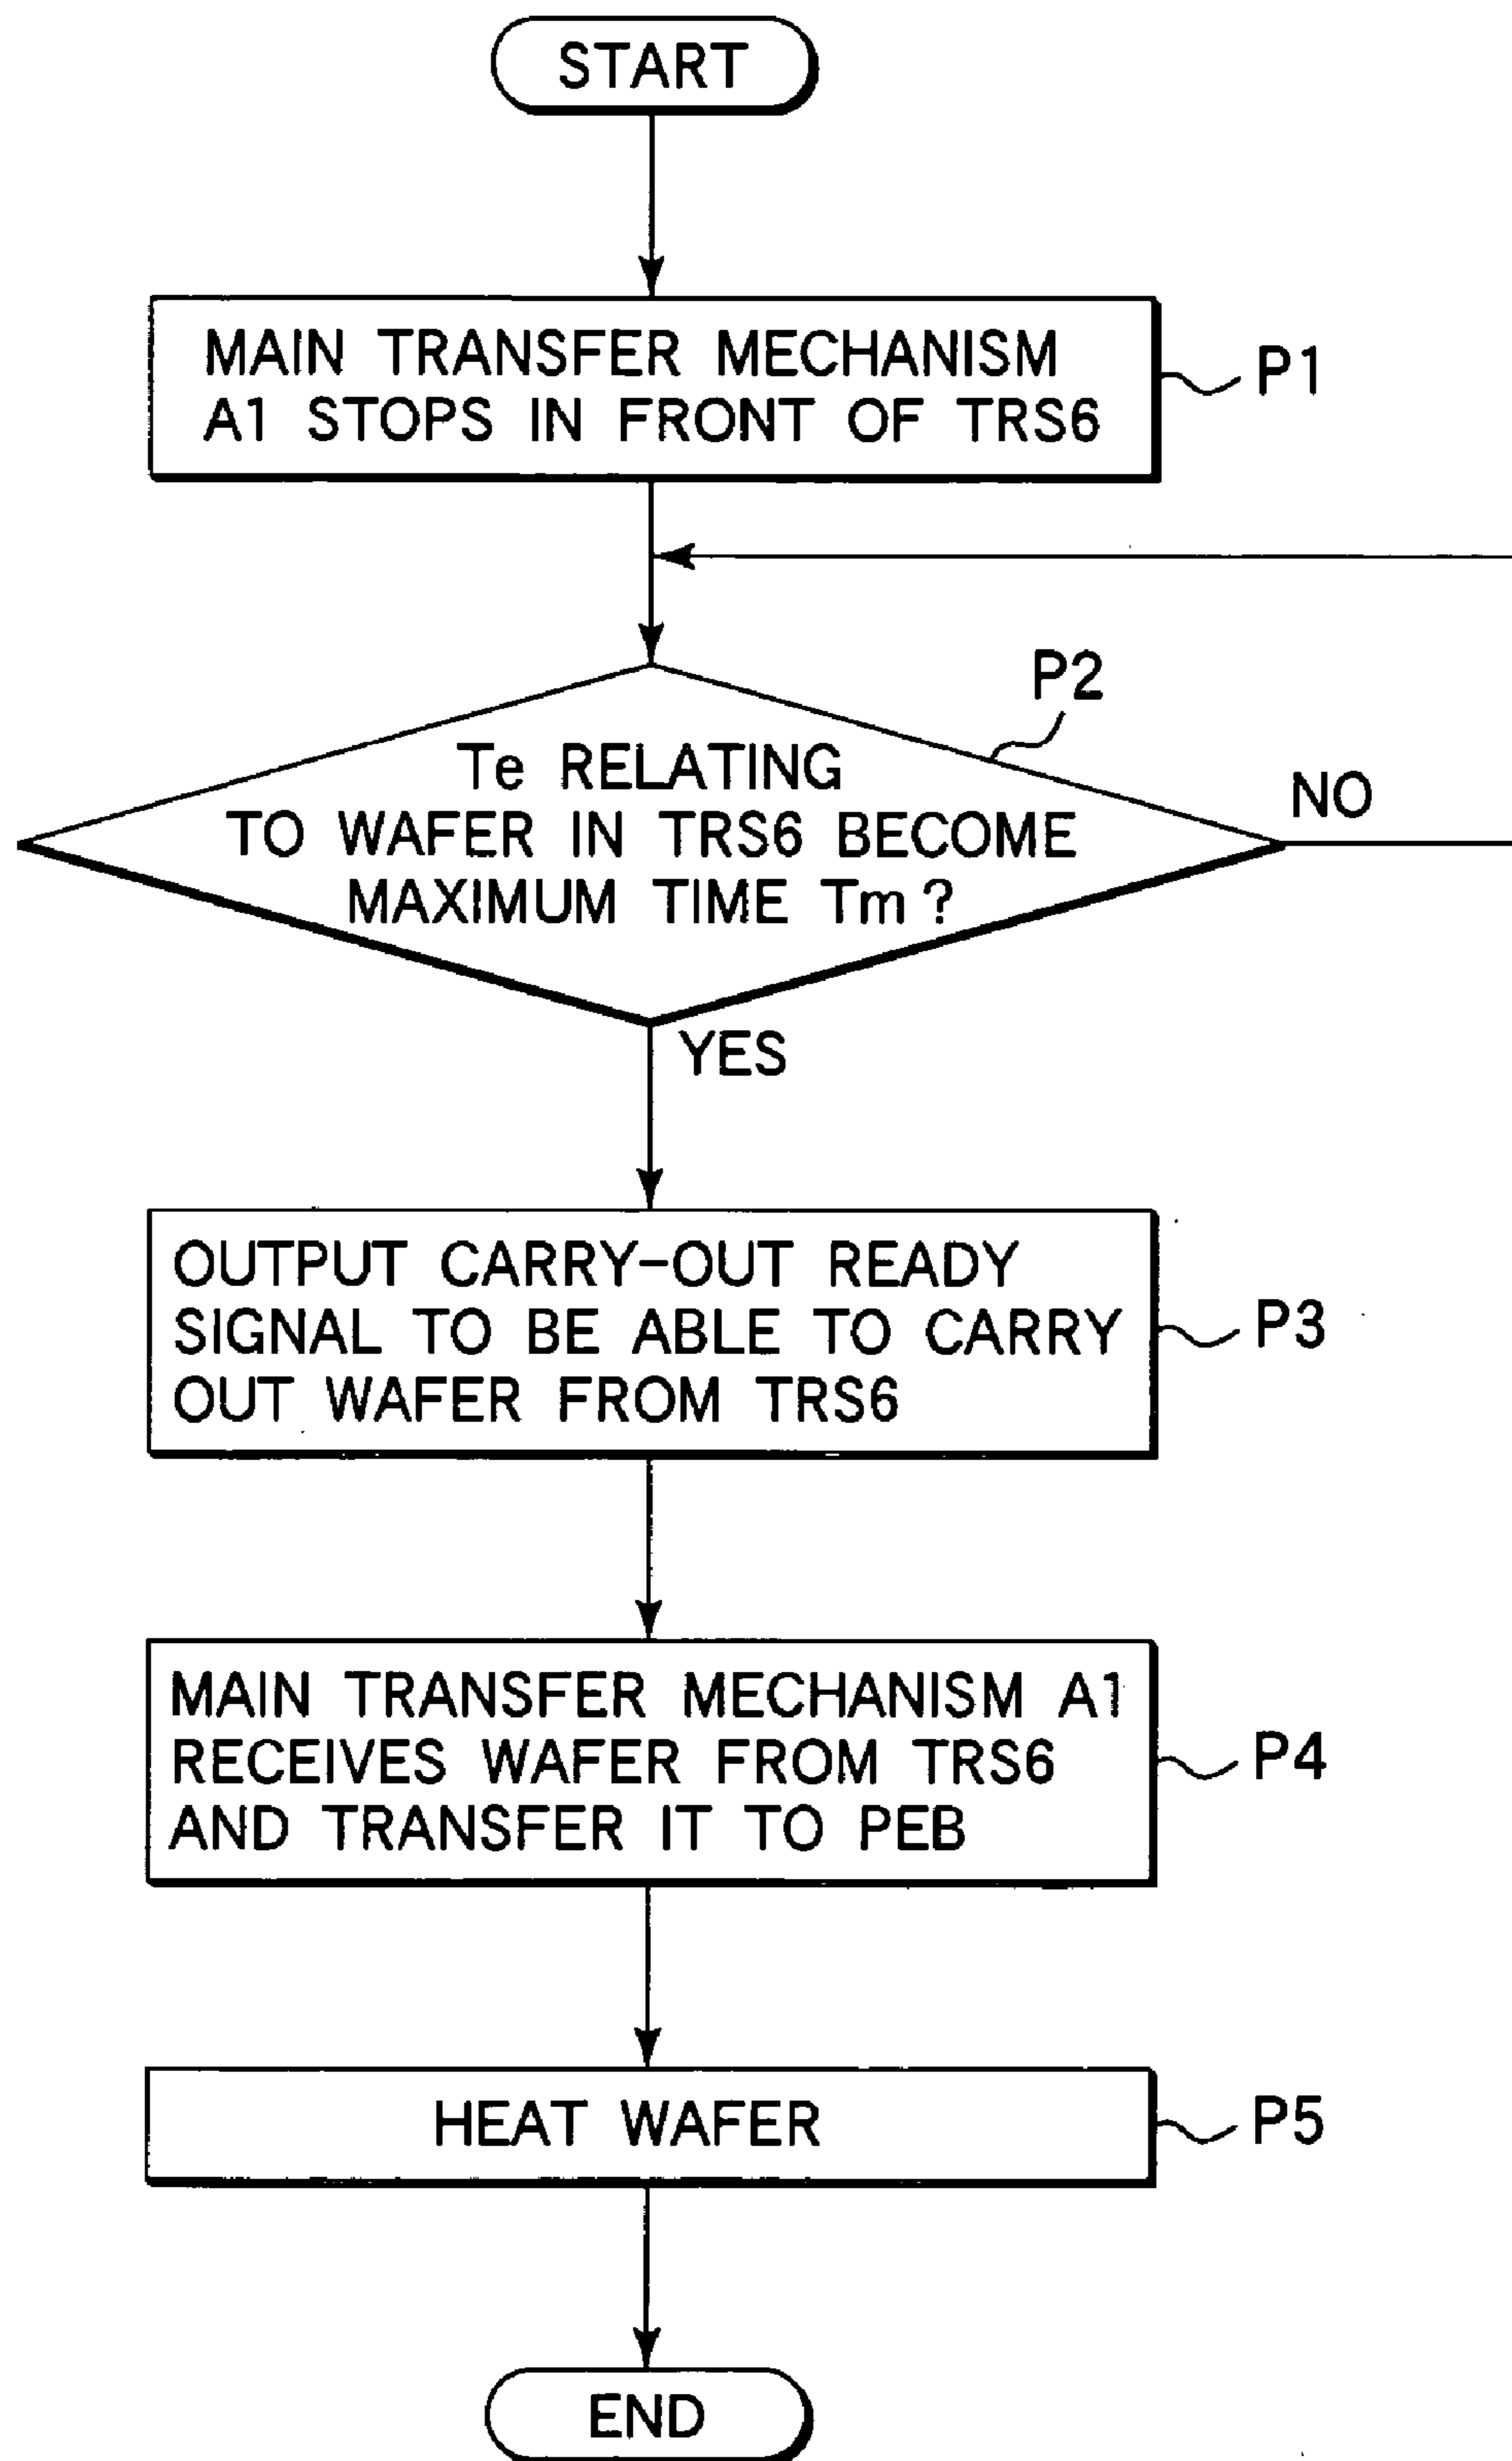 START
MAIN TRANSFER MECHANISM
A1 STOPS IN FRONT OF TRS6
P1
P2
Te RELATING
TO WAFER IN TRS6 BECOME
MAXIMUM TIME Tm?
NO
YES
OUTPUT CARRY-OUT READY
SIGNAL TO BE ABLE TO CARRY
OUT WAFER FROM TRS6
P3
MAIN TRANSFER MECHANISM A1
RECEIVES WAFER FROM TRS6
AND TRANSFER IT TO PEB
P4
HEAT WAFER
P5
END